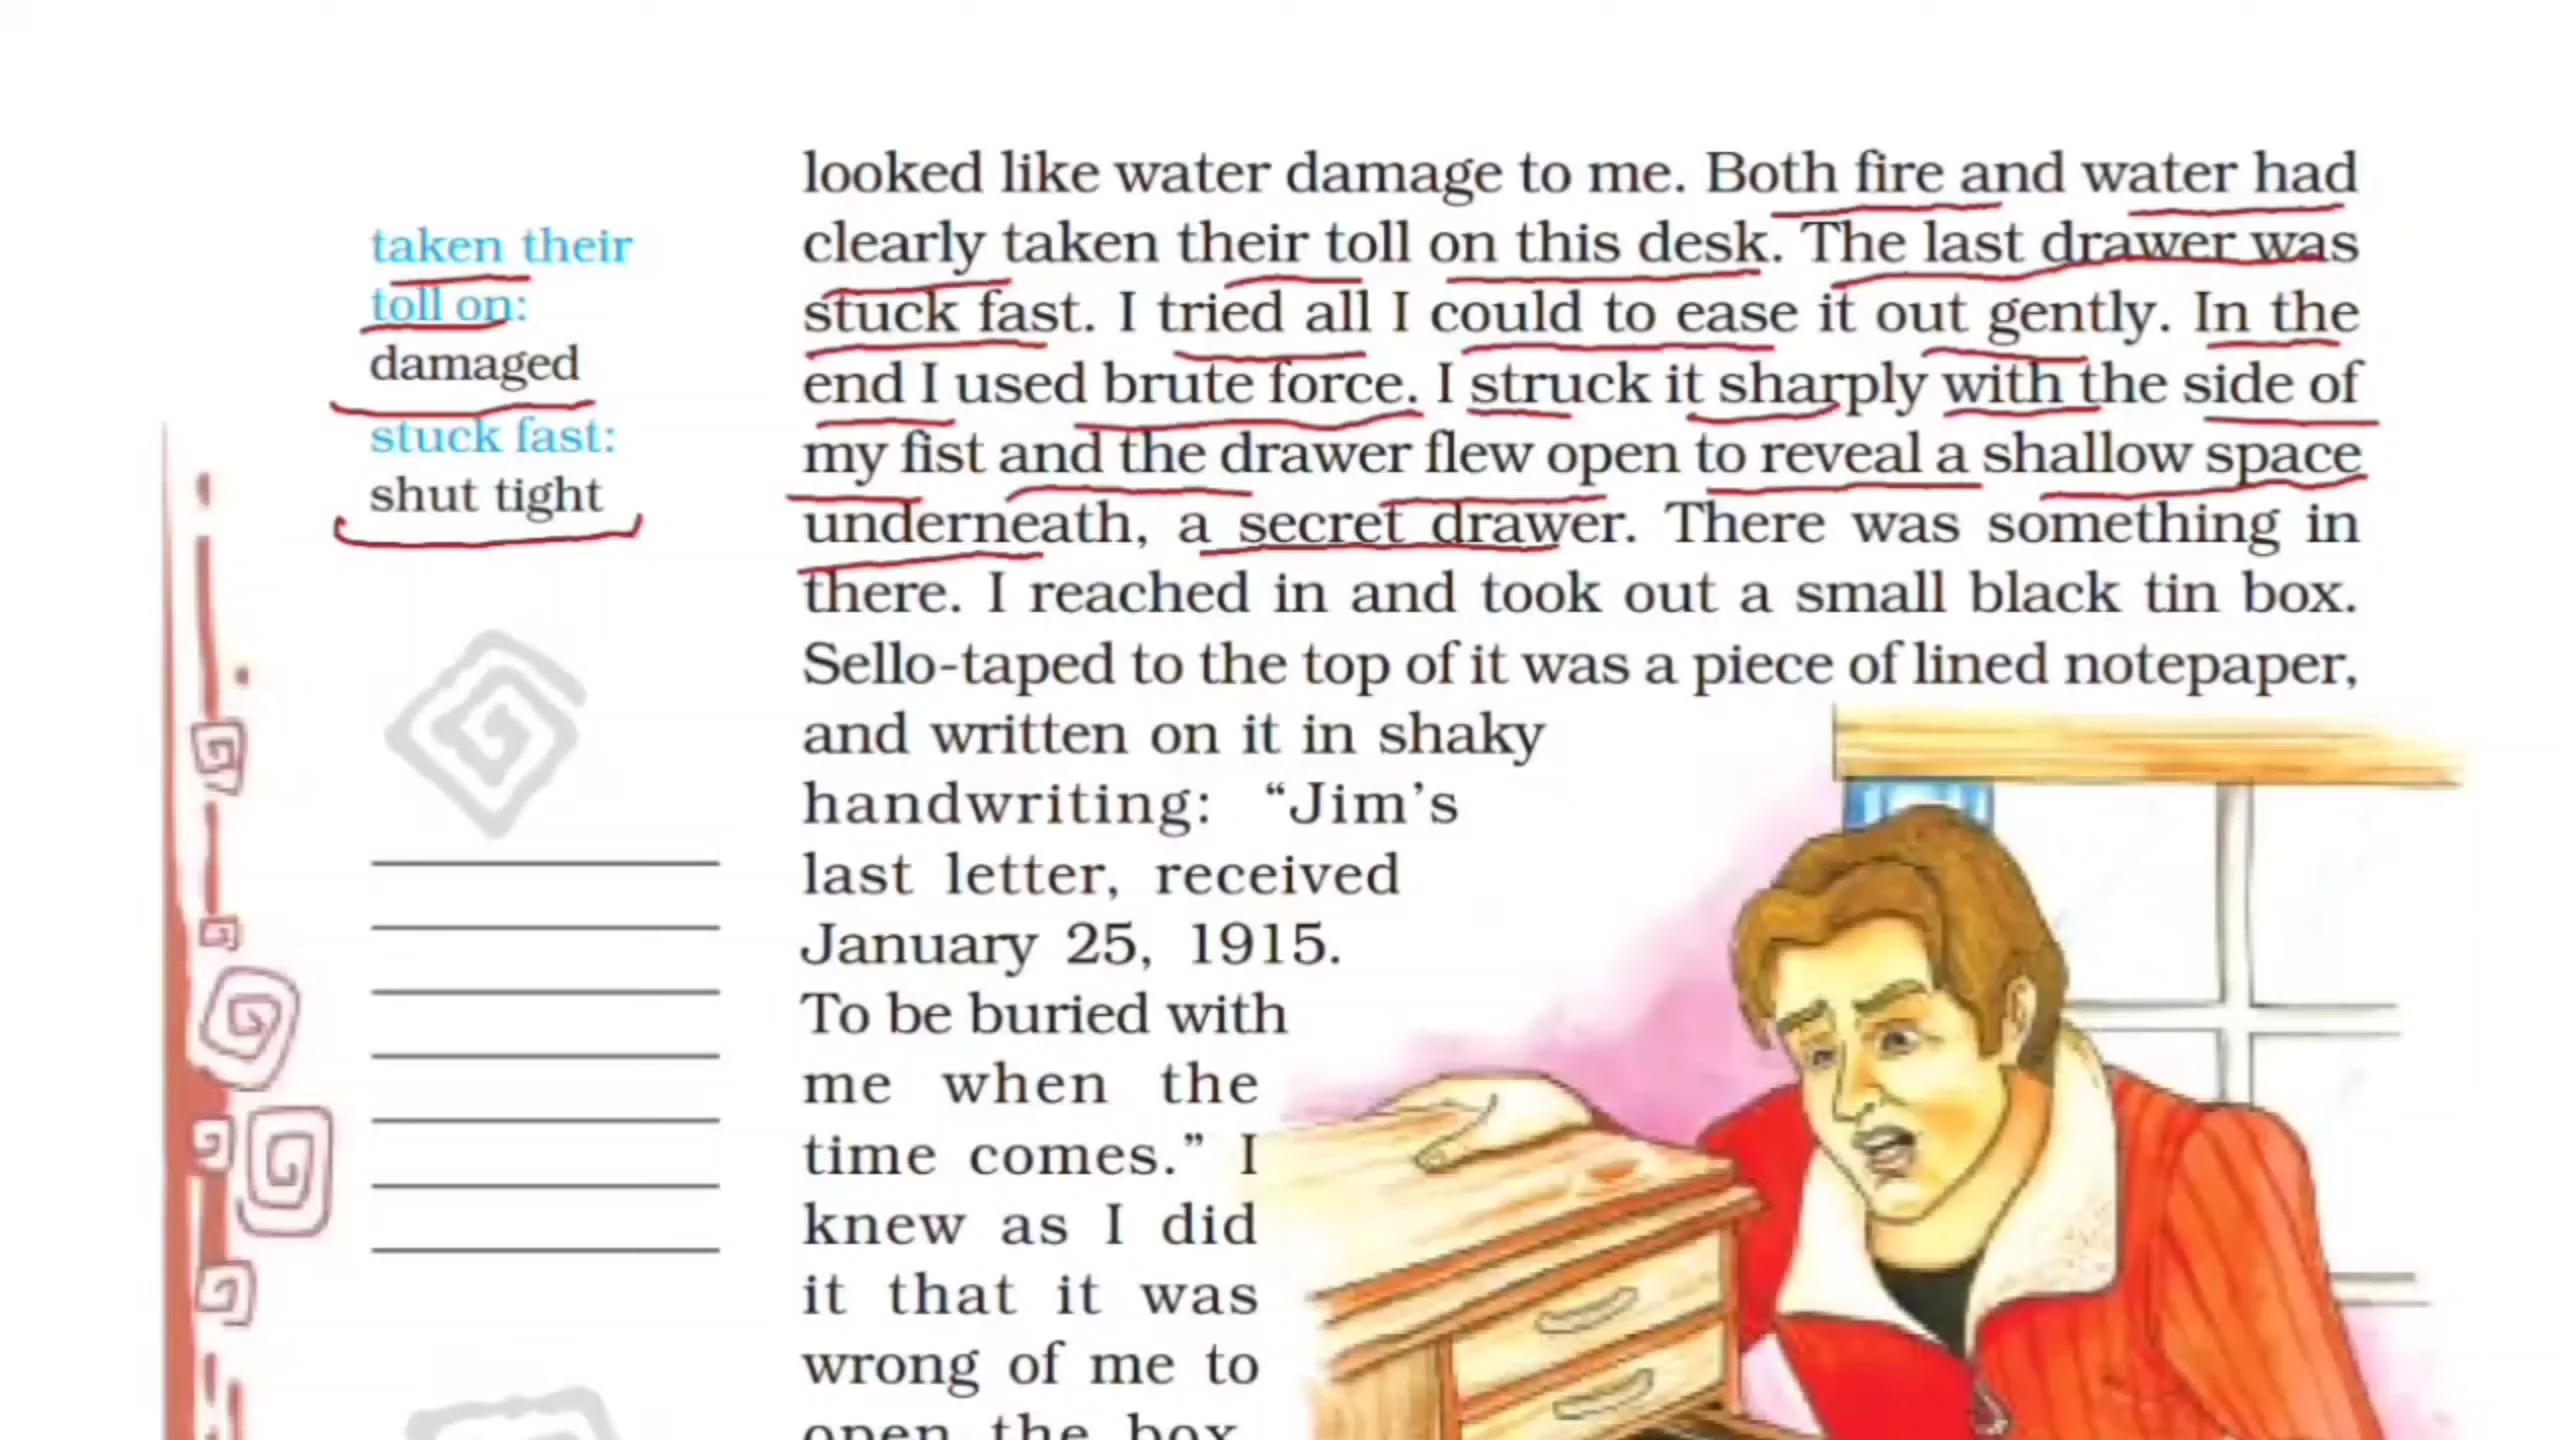 looked like water damage to me. Both fire and water had
clearly taken their toll on this desk. The last drawer was
stuck fast. I tried all I could to ease it out gently. In the
end I used brute force. I struck it sharply with the side of
my fist and the drawer flew open to reveal a shallow space
underneath, a secret drawer. There was something in
there. I reached in and took out a small black tin box.
Sello-taped to the top of it was a piece of lined notepaper,
and written on it in shaky
handwriting: “Jim’s
last letter, received
January 25, 1915.
To be buried with
me when the
time comes.” I
knew as I did
it that it was
wrong of me to
open the box,
taken their
toll on:
damaged
stuck fast:
shut tight